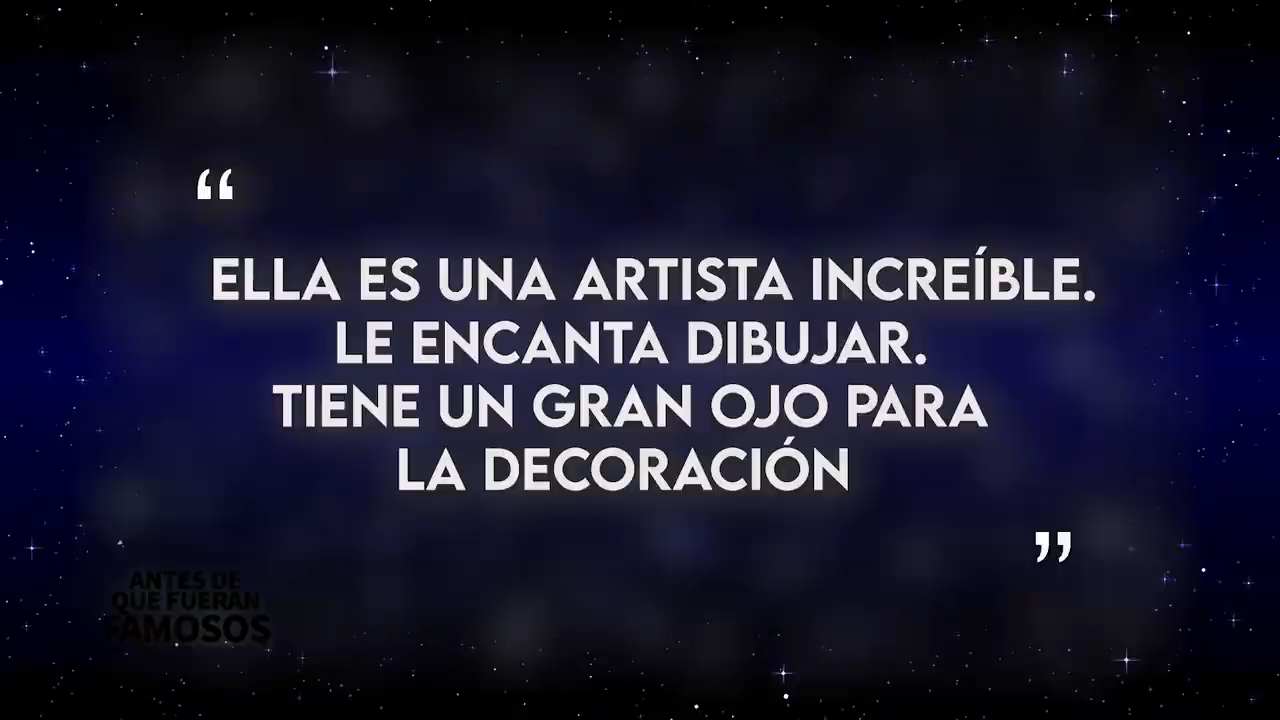 “
ELLA ES UNA ARTISTA INCREÍBLE.
LE ENCANTA DIBUJAR.
TIENE UN GRAN OJO PARA
LA DECORACIÓN
”
ANTES DE
QUE FUERAN
FAMOSOS